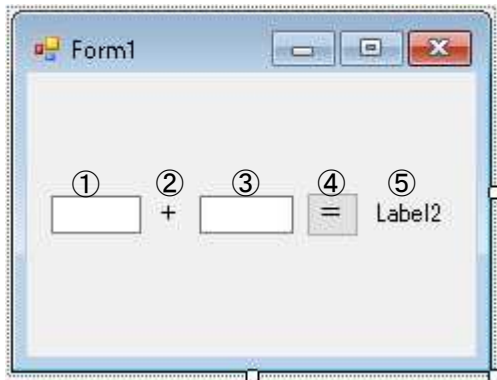 Form1
① ② ③ ④ ⑤
+ = Label2